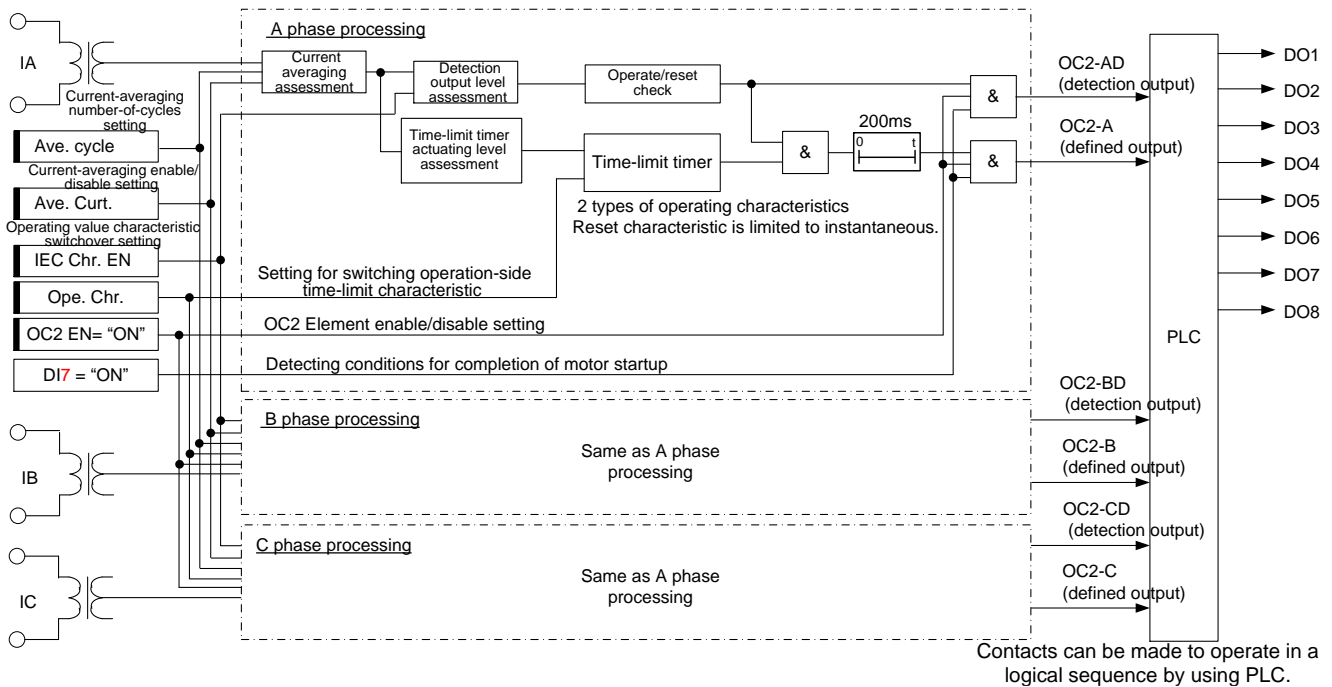 A phase processing
IA
Current
averaging
assessment
Detection
output level
assessment
Operate/reset
check
&
OC2-AD
(detection output)
DO1
DO2
DO3
DO4
DO5
DO6
DO7
DO8
Current-averaging
number-of-cycles
setting
Ave. cycle
Time-limit timer
actuating level
assessment
Time-limit timer
&
200ms
0 t
&
OC2-A
(defined output)
Current-averaging enable/
disable setting
Ave. Curt.
2 types of operating characteristics
Reset characteristic is limited to instantaneous.
Operating value characteristic
switchover setting
IEC Chr. EN
Setting for switching operation-side
time-limit characteristic
Ope. Chr.
OC2 EN= “ON”
OC2 Element enable/disable setting
DI7 = “ON”
Detecting conditions for completion of motor startup
PLC
B phase processing
IB
Same as A phase
processing
OC2-BD
(detection output)
OC2-B
(defined output)
C phase processing
IC
Same as A phase
processing
OC2-CD
(detection output)
OC2-C
(defined output)
Contacts can be made to operate in a
logical sequence by using PLC.